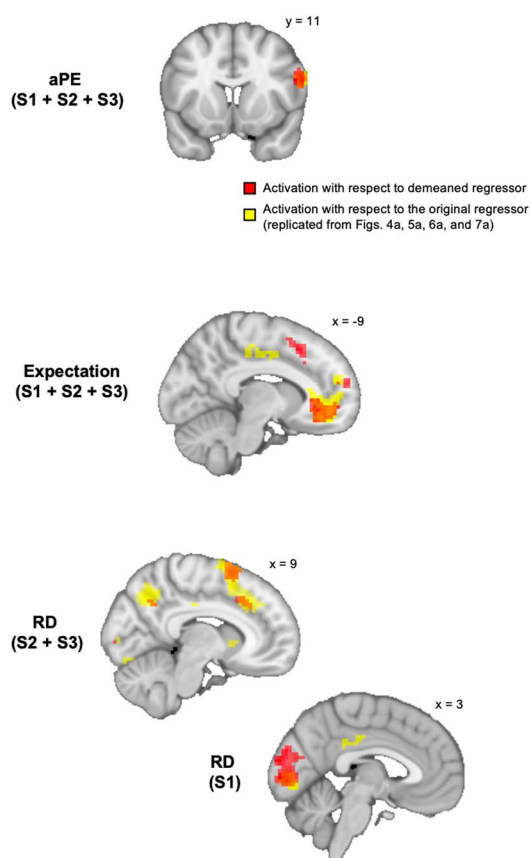 y = 11
aPE
(S1 + S2 + S3)
Activation with respect to demeaned regressor
Activation with respect to the original regressor
(replicated from Figs. 4a, 5a, 6a, and 7a)
x = -9
Expectation
(S1 + S2 + S3)
x = 9
RD
(S2 + S3)
x = 3
RD
(S1)